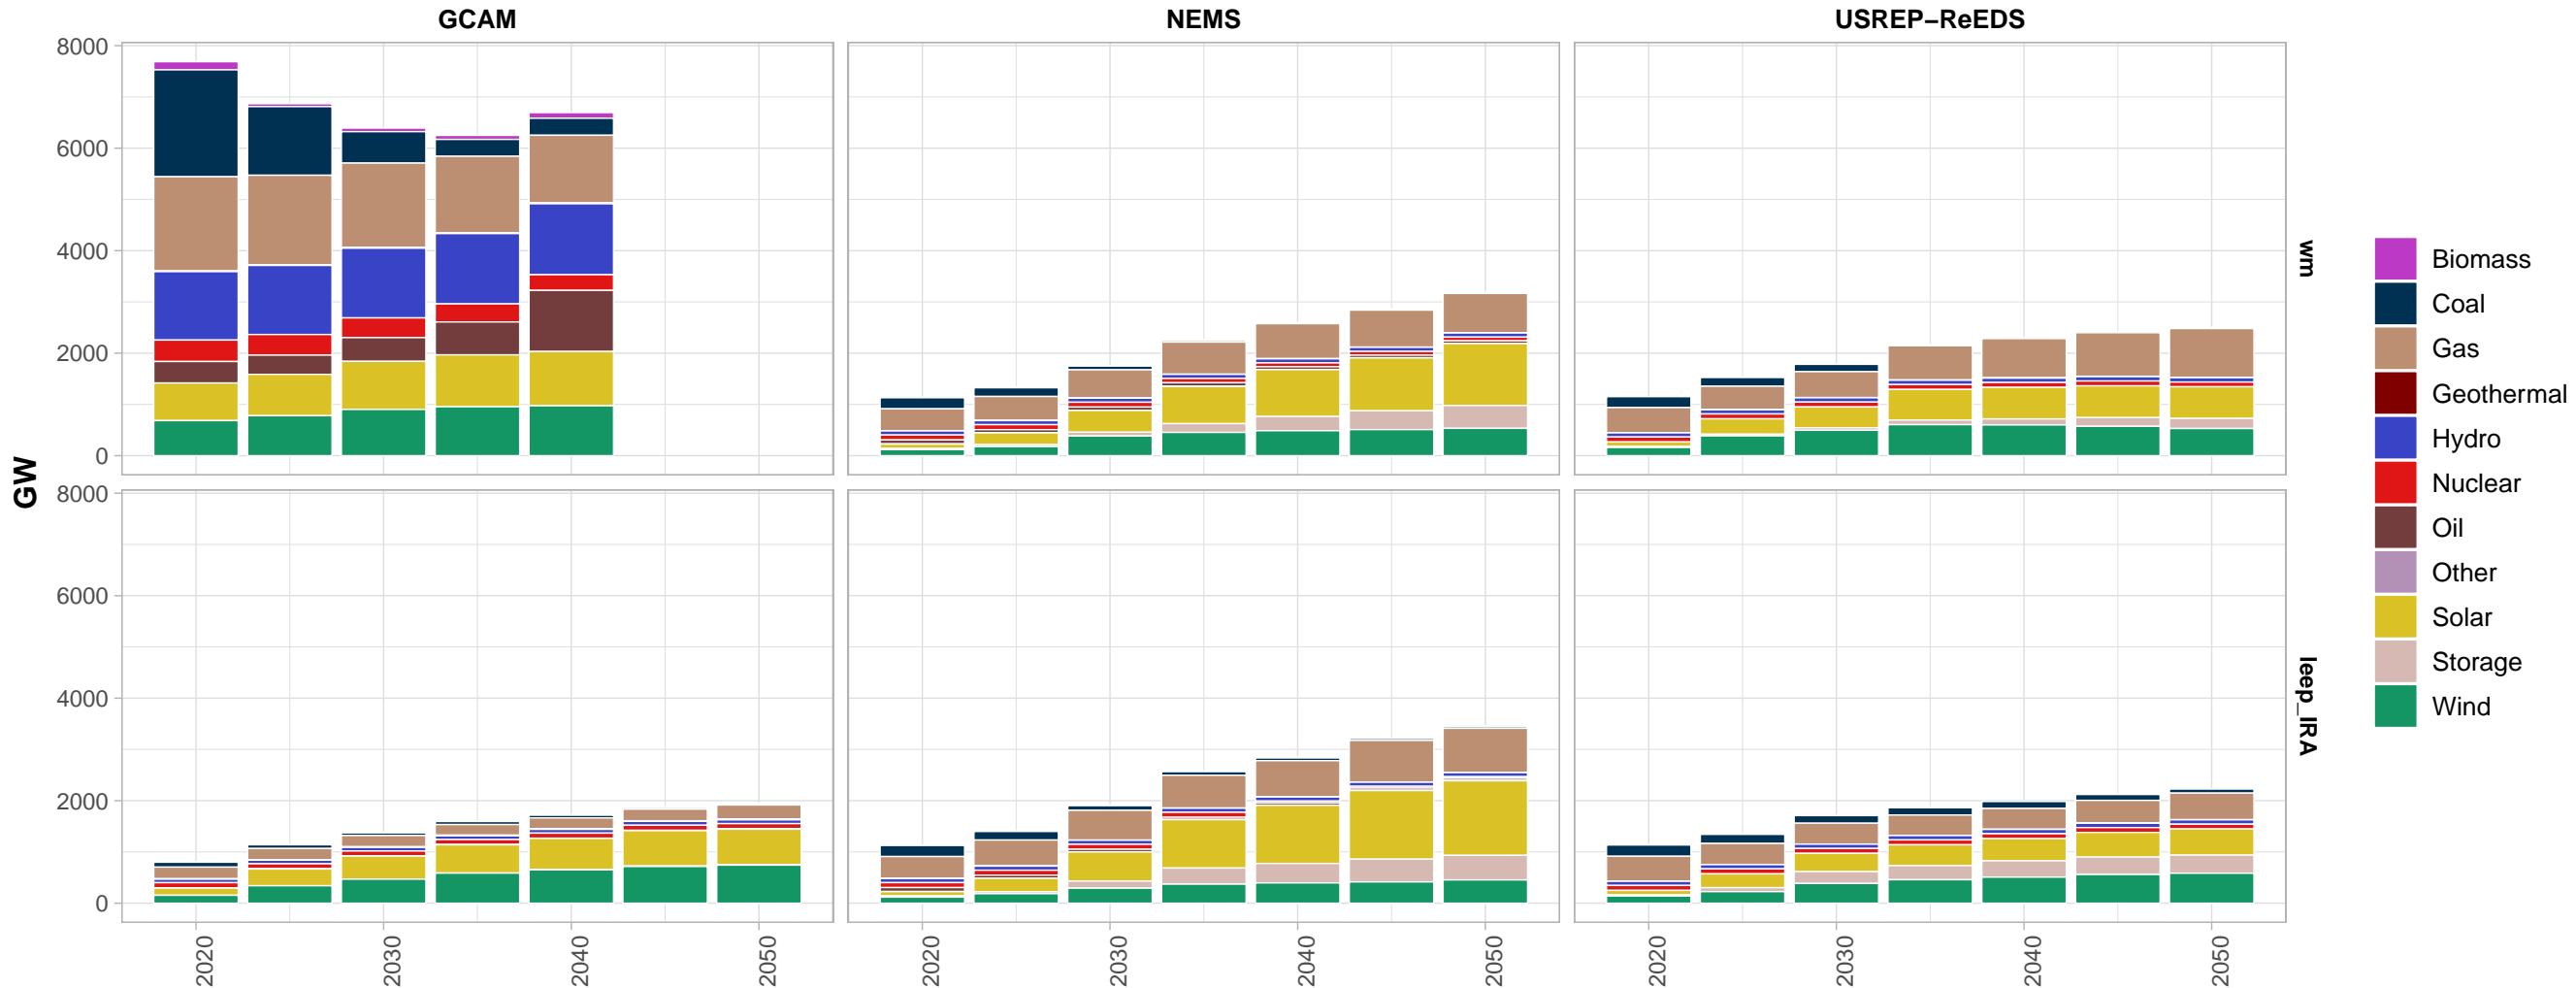 GCAM
NEMS
USREP−ReEDS
8000
6000
4000
2000
0
wm
8000
6000
4000
2000
0
leep_IRA
GW
2020
2030
2040
2050
2020
2030
2040
2050
2020
2030
2040
2050
Biomass
Coal
Gas
Geothermal
Hydro
Nuclear
Oil
Other
Solar
Storage
Wind